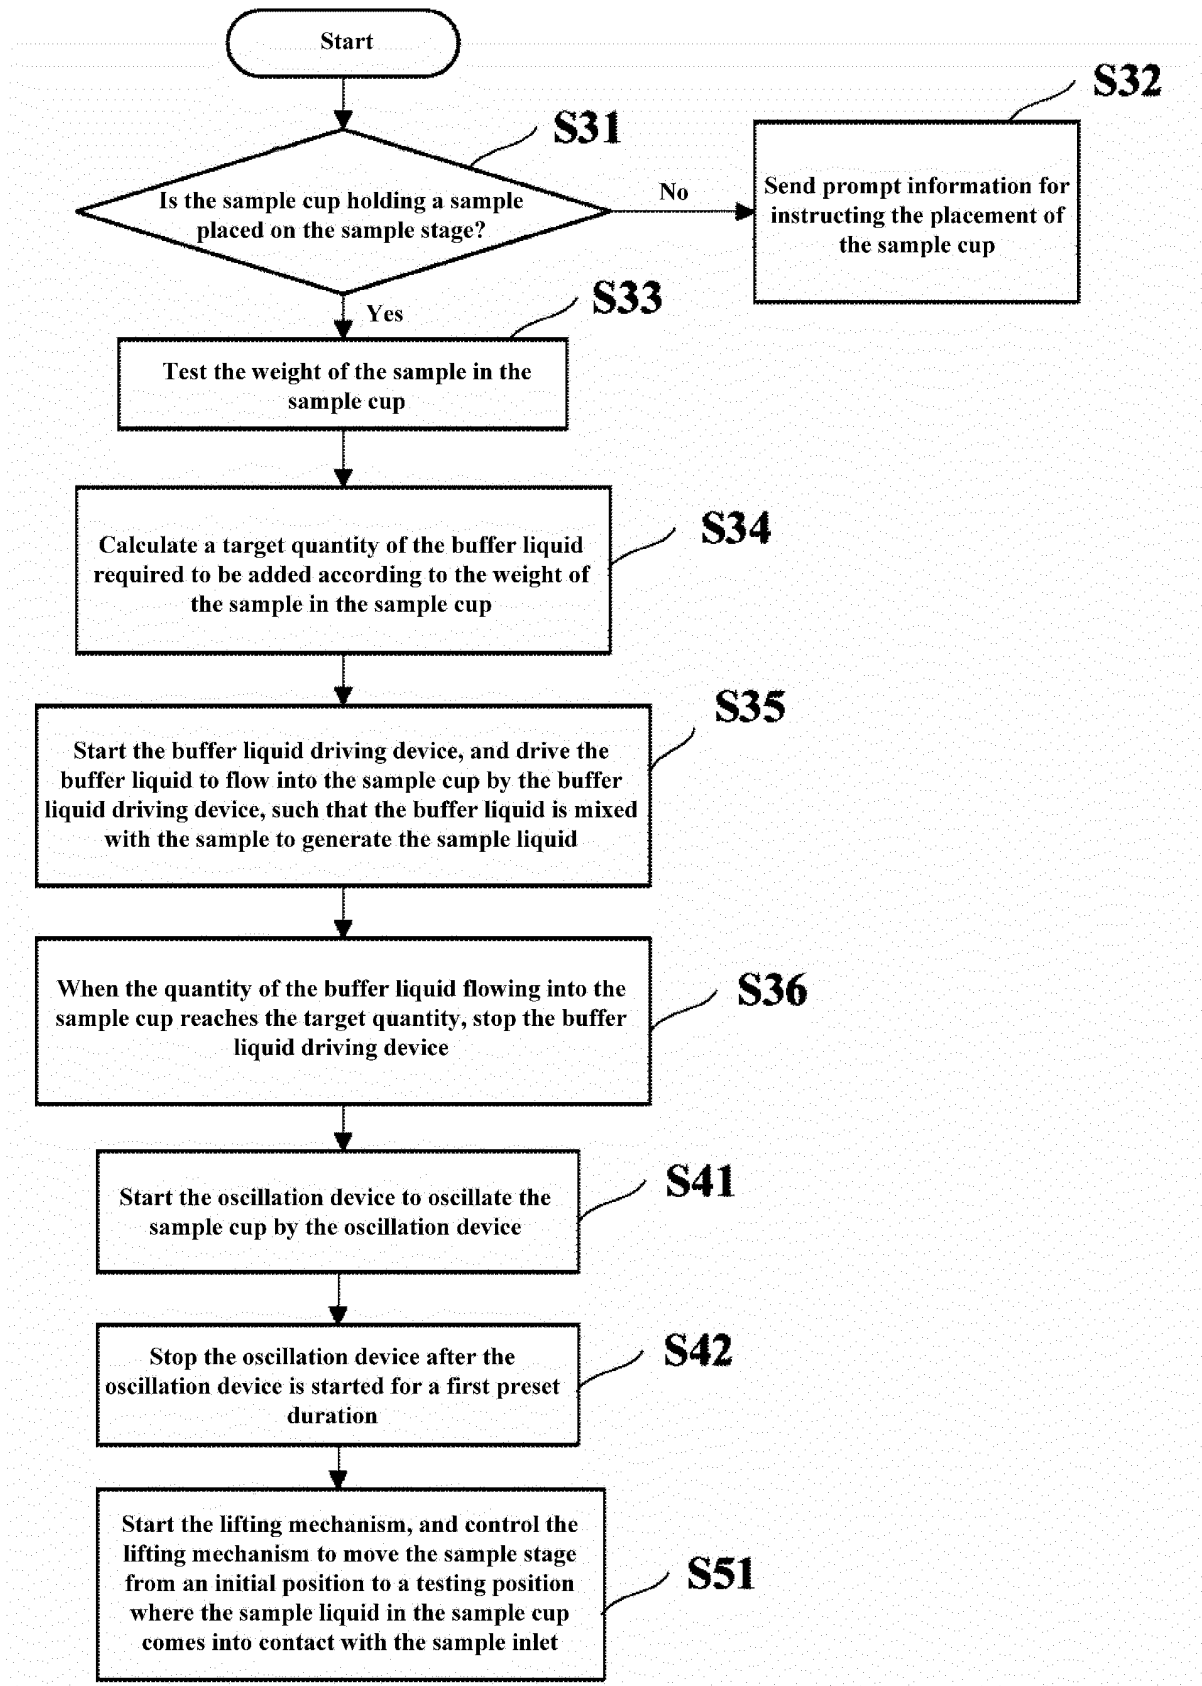 Start
S31
Is the sample cup holding a sample
placed on the sample stage?
No
S32
Send prompt information for
instructing the placement of
the sample cup
Yes
S33
Test the weight of the sample in the
sample cup
S34
Calculate a target quantity of the buffer liquid
required to be added according to the weight of
the sample in the sample cup
S35
Start the buffer liquid driving device, and drive the
buffer liquid to flow into the sample cup by the buffer
liquid driving device, such that the buffer liquid is mixed
with the sample to generate the sample liquid
S36
When the quantity of the buffer liquid flowing into the
sample cup reaches the target quantity, stop the buffer
liquid driving device
S41
Start the oscillation device to oscillate the
sample cup by the oscillation device
S42
Stop the oscillation device after the
oscillation device is started for a first preset
duration
S51
Start the lifting mechanism, and control the
lifting mechanism to move the sample stage
from an initial position to a testing position
where the sample liquid in the sample cup
comes into contact with the sample inlet